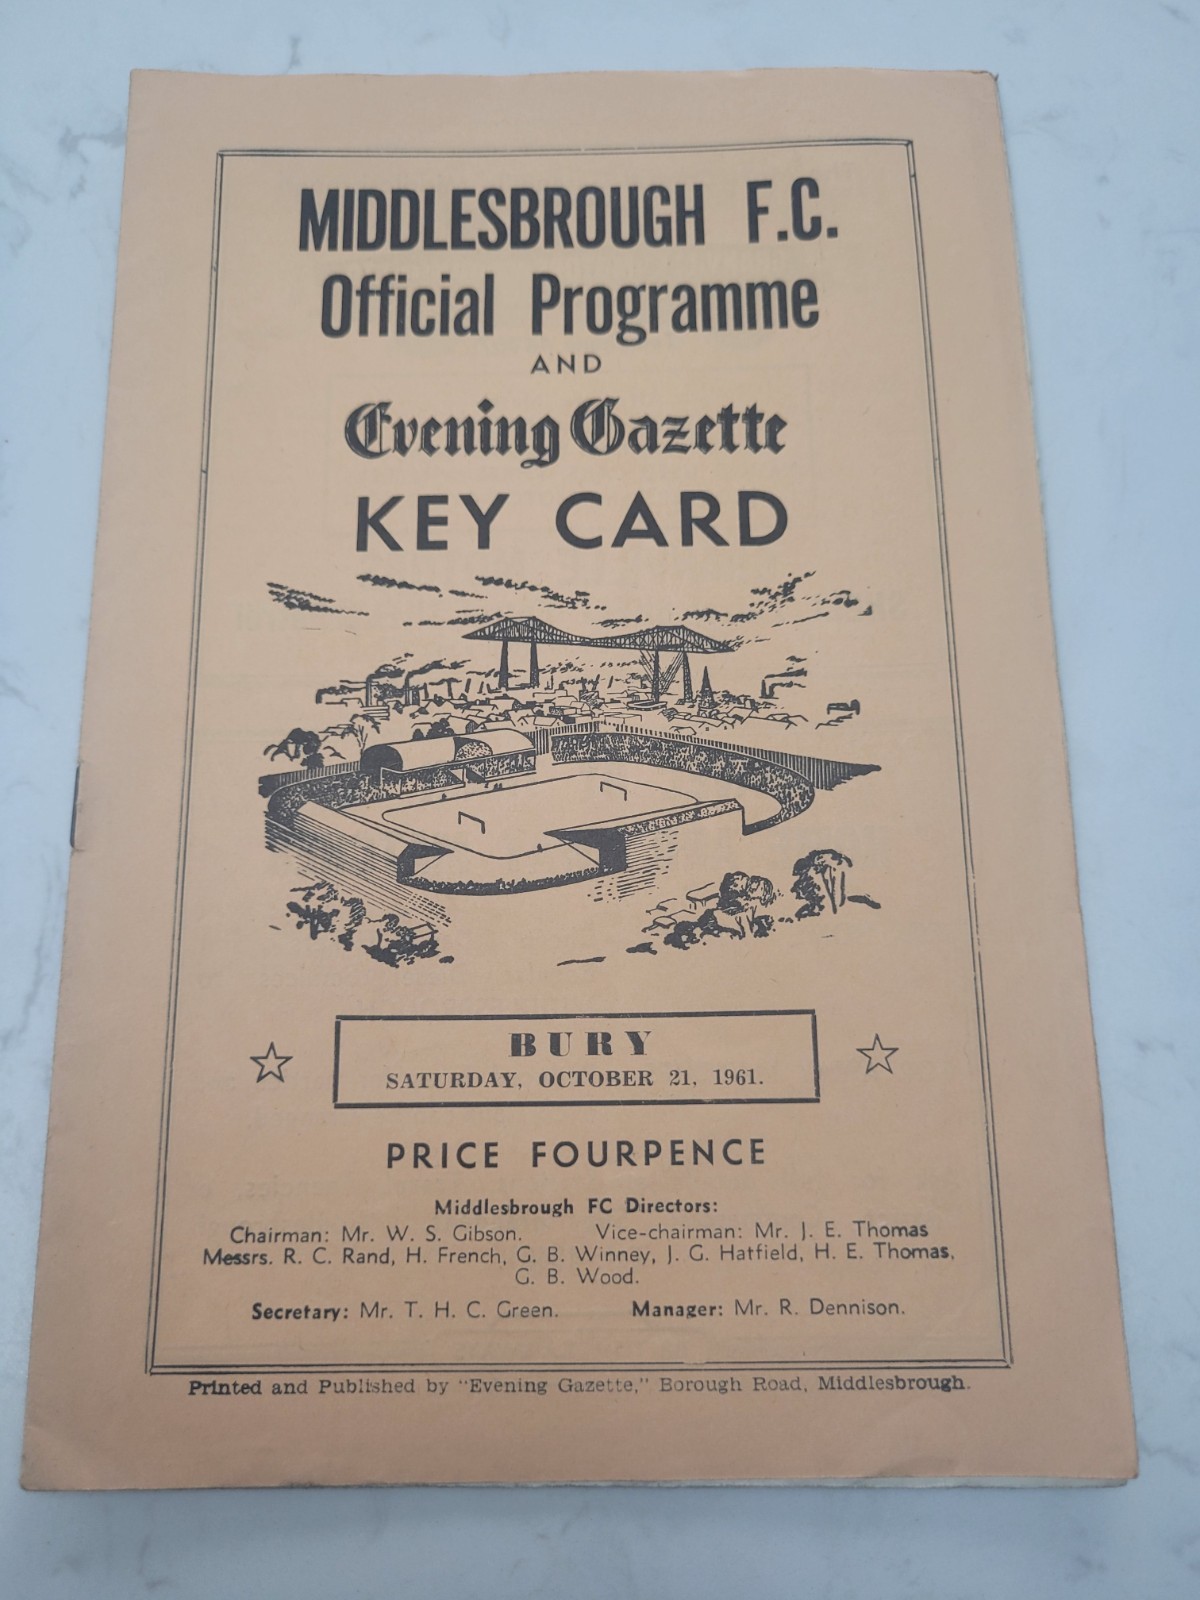 MIDDLESBROUGH F.C.
Official Programme
AND
Evening Gazette
KEY CARD
BURY
SATURDAY, OCTOBER 21, 1961.
PRICE FOURPENCE
Middlesbrough FC Directors:
Chairman: Mr. W. S. Gibson. Vice-chairman: Mr. J. E. Thomas
Messrs. R. C. Rand, H. French, G. B. Winney, J. G. Hatfield, H. E. Thomas,
G. B. Wood.
Secretary: Mr. T. H. C. Green. Manager: Mr. R. Dennison.
Printed and Published by "Evening Gazette," Borough Road, Middlesbrough.